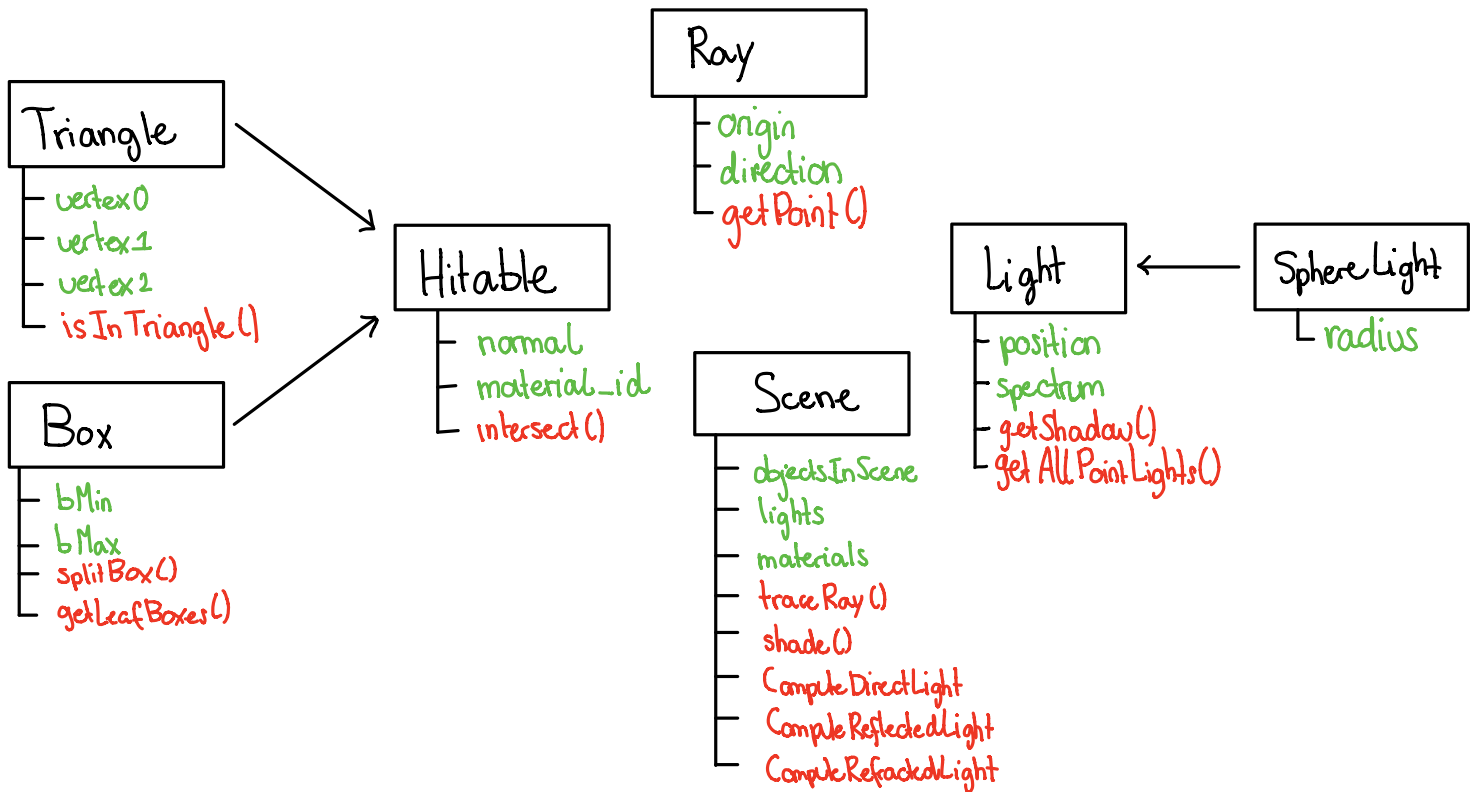 Ray
origin
direction
getPoint()
Triangle
vertex0
vertex1
vertex2
isInTriangle()
Hitable
normal
material_id
intersect()
Box
bMin
bMax
splitBox()
getLeafBoxes()
Scene
objectsInScene
lights
materials
traceRay()
shade()
ComputeDirectLight
ComputeReflectedLight
ComputeRefractedLight
Light
position
spectrum
getShadow()
getAllPointLights()
SphereLight
radius